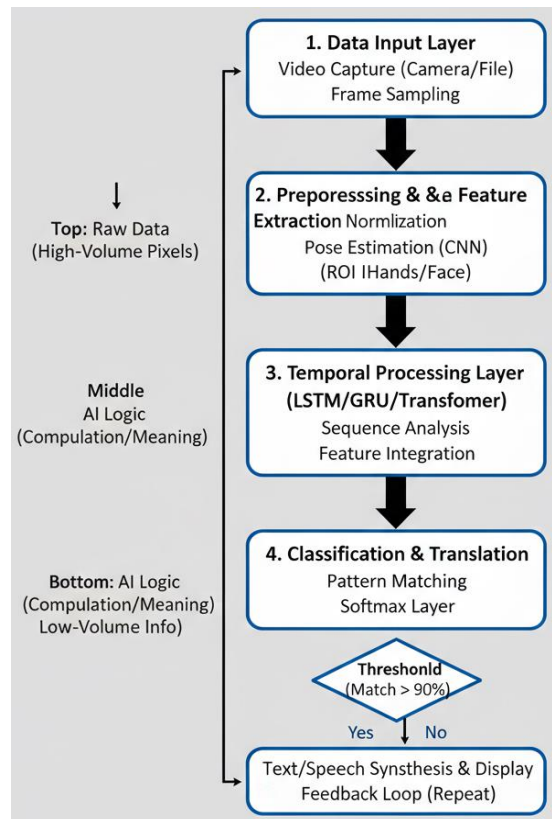 1. Data Input Layer
Video Capture (Camera/File)
Frame Sampling
2. Preporesssing & &e Feature
Extraction Normlization
Pose Estimation (CNN)
(ROI IHands/Face)
Top: Raw Data
(High-Volume Pixels)
3. Temporal Processing Layer
(LSTM/GRU/Transfomer)
Sequence Analysis
Feature Integration
Middle
AI Logic
(Compulation/Meaning)
4. Classification & Translation
Pattern Matching
Softmax Layer
Bottom: AI Logic
(Compulation/Meaning)
Low-Volume Info)
Threshonld
(Match > 90%)
Yes No
Text/Speech Synsthesis & Display
Feedback Loop (Repeat)